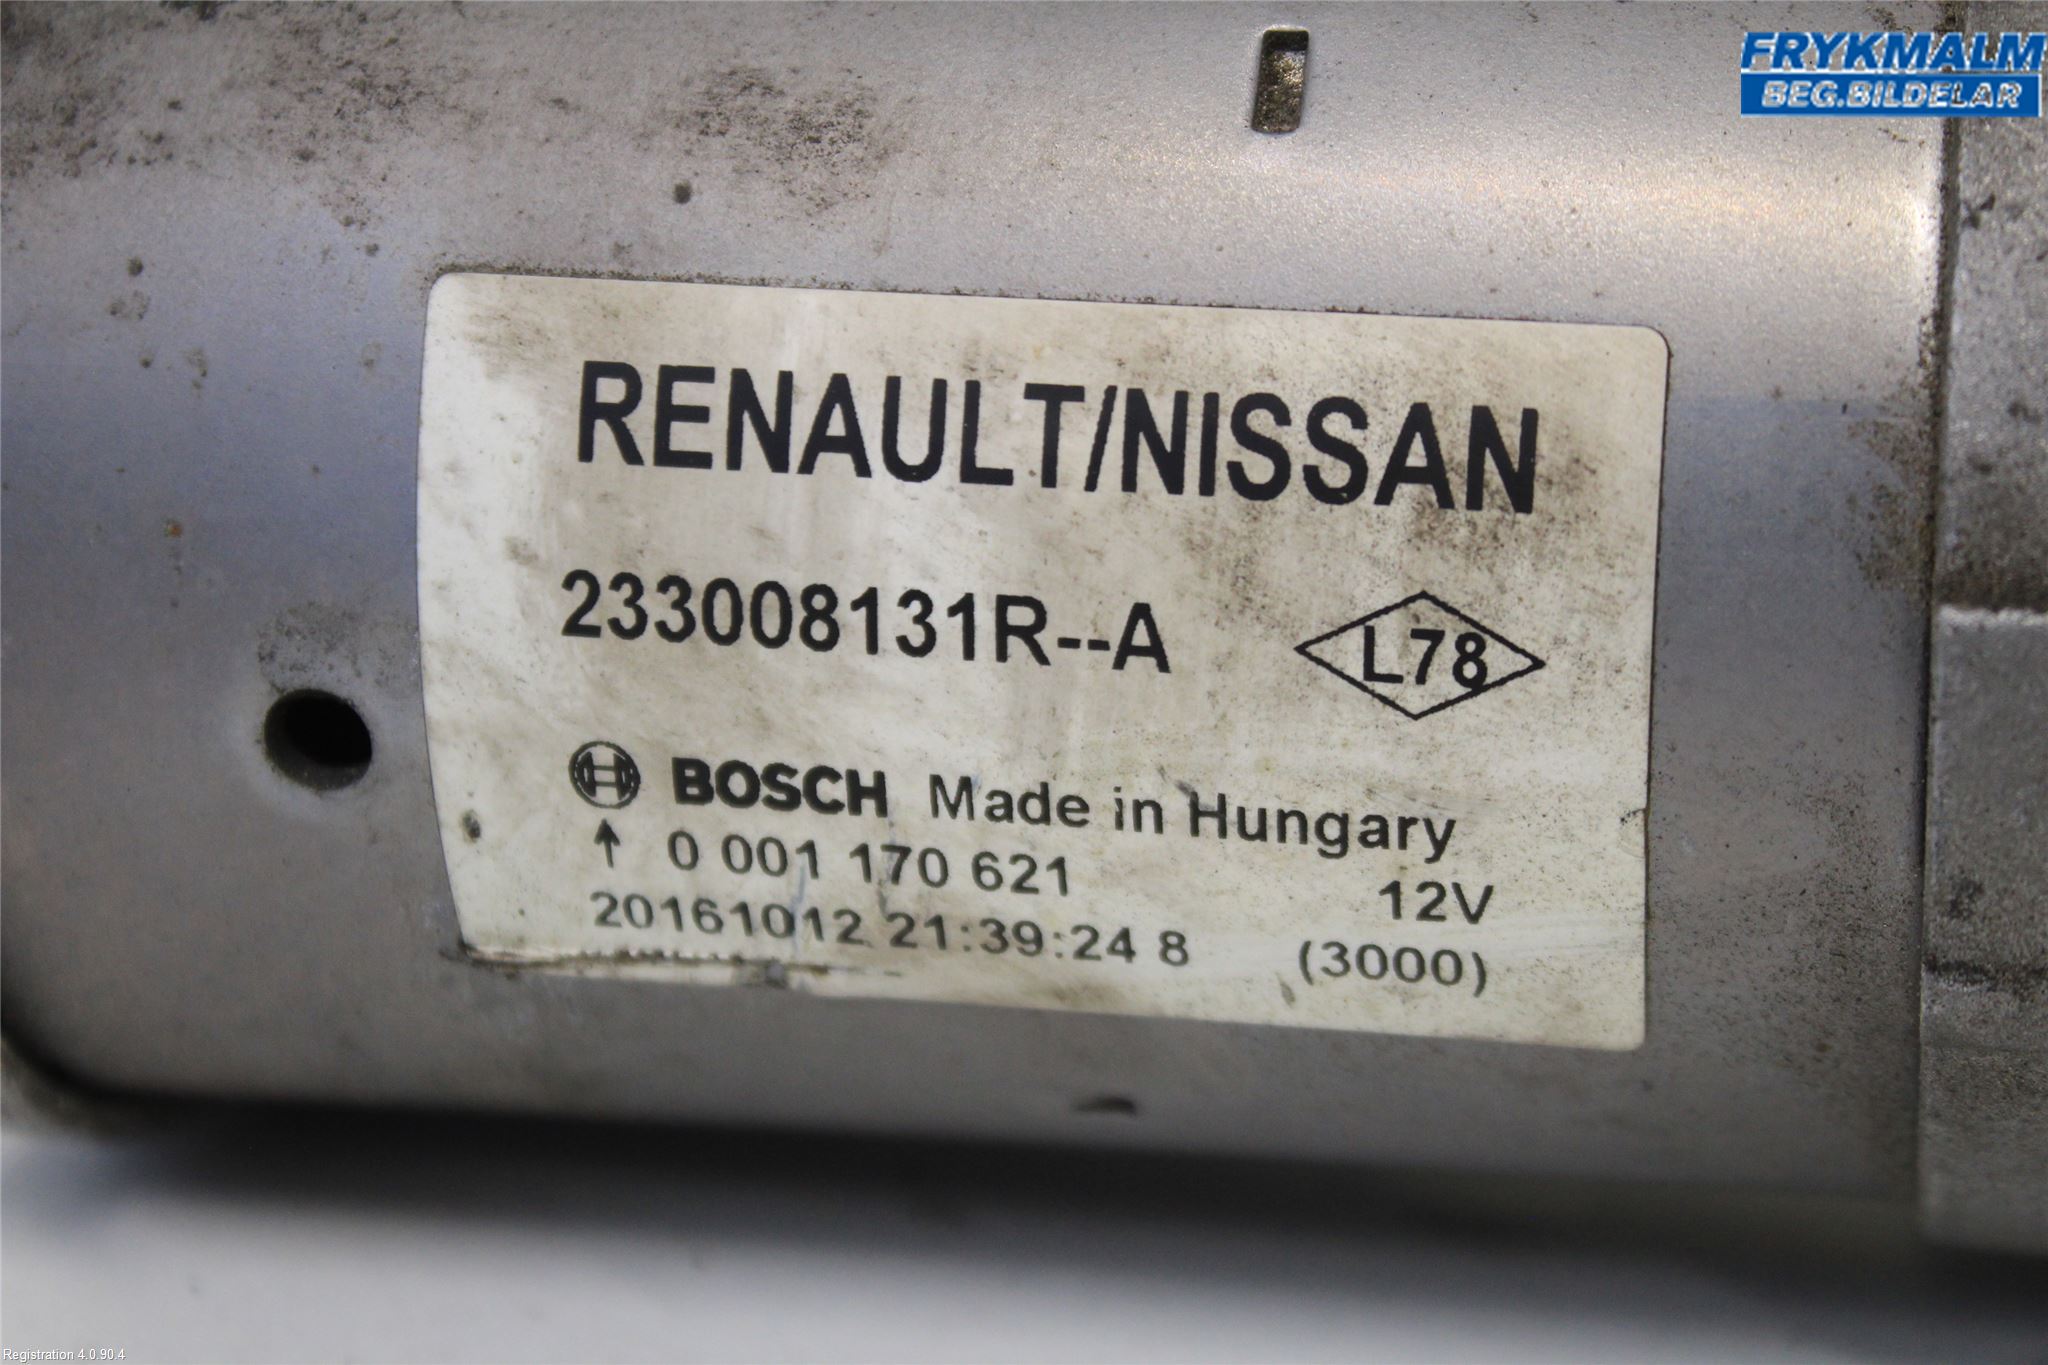 FRYKMALM
BEG.BILDELAR
RENAULT/NISSAN
233008131R--A
L78
BOSCH Made in Hungary
↑ 0 001 170 621 12V
20161012 21:39:24 8 (3000)
Registration 4.0.90.4